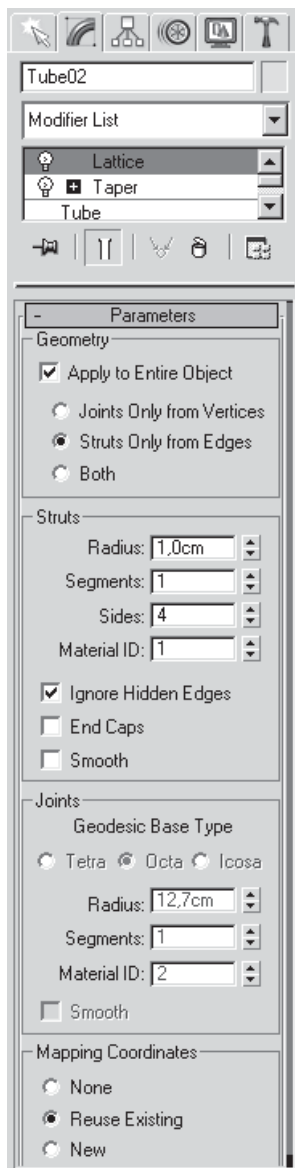 Tube02
Modifier List
Lattice
Taper
Tube
- Parameters
Geometry
Apply to Entire Object
Joints Only from Vertices
Struts Only from Edges
Both
Struts
Radius: 1,0cm
Segments: 1
Sides: 4
Material ID: 1
Ignore Hidden Edges
End Caps
Smooth
Joints
Geodesic Base Type
Tetra Octa Icosa
Radius: 12,7cm
Segments: 1
Material ID: 2
Smooth
Mapping Coordinates
None
Reuse Existing
New